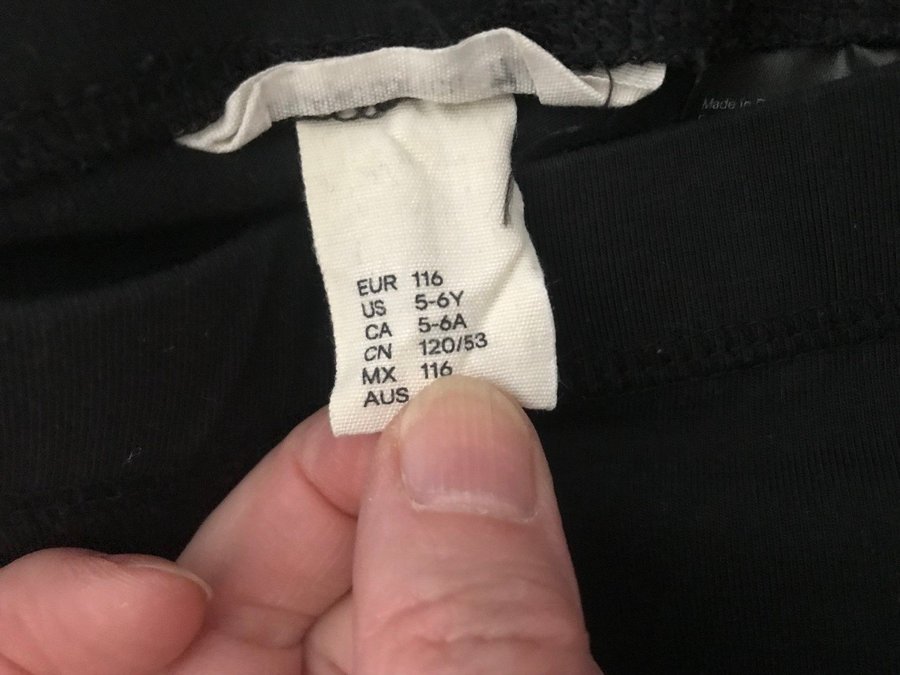 Made in
EUR 116
US 5-6Y
CA 5-6A
CN 120/53
MX 116
AUS